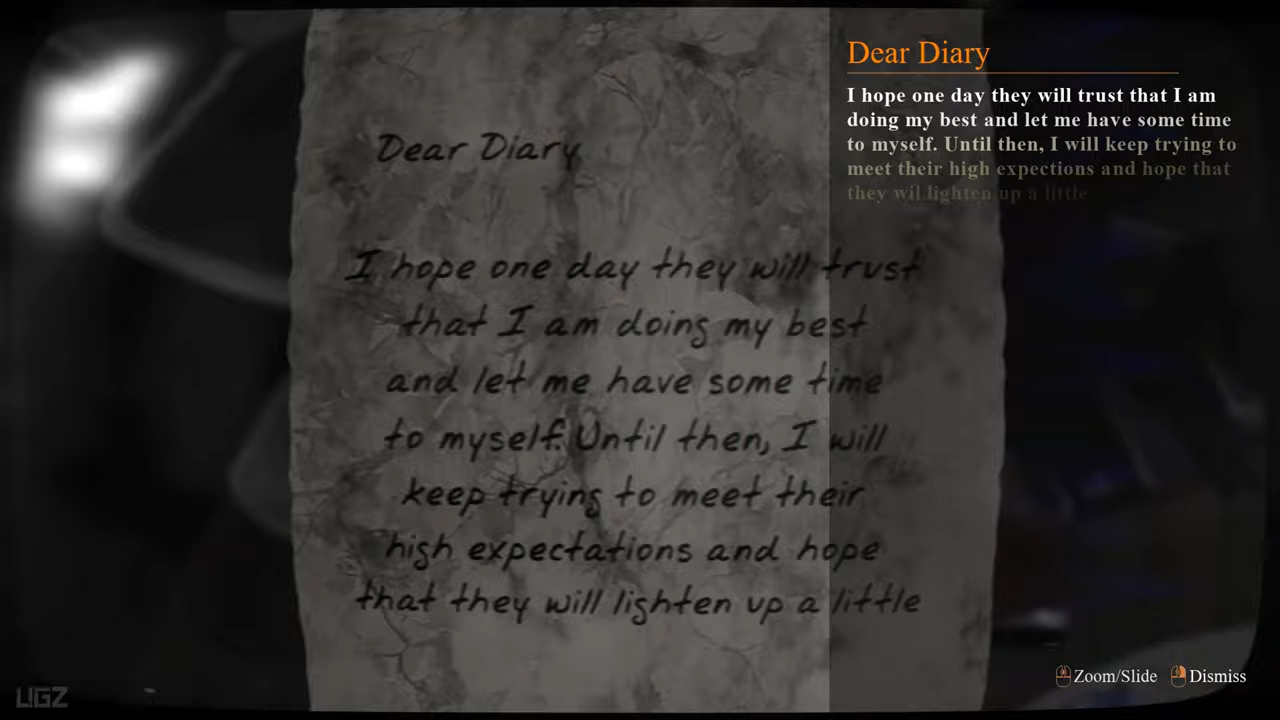 Dear Diary
I hope one day they will trust
that I am doing my best
and let me have some time
to myself. Until then, I will
keep trying to meet their
high expectations and hope
that they will lighten up a little
Dear Diary
I hope one day they will trust that I am
doing my best and let me have some time
to myself. Until then, I will keep trying to
meet their high expections and hope that
they wil lighten up a little
Zoom/Slide
Dismiss
UGZ